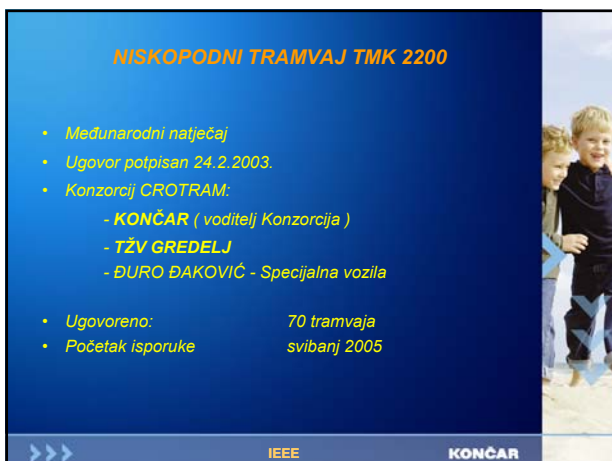 NISKOPODNI TRAMVAJ TMK 2200
• Međunarodni natječaj
• Ugovor potpisan 24.2.2003.
• Konzorcij CROTRAM:
- KONČAR ( voditelj Konzorcija )
- TŽV GREDELJ
- ĐURO ĐAKOVIĆ - Specijalna vozila
• Ugovoreno: 70 tramvaja
• Početak isporuke svibanj 2005
IEEE KONČAR